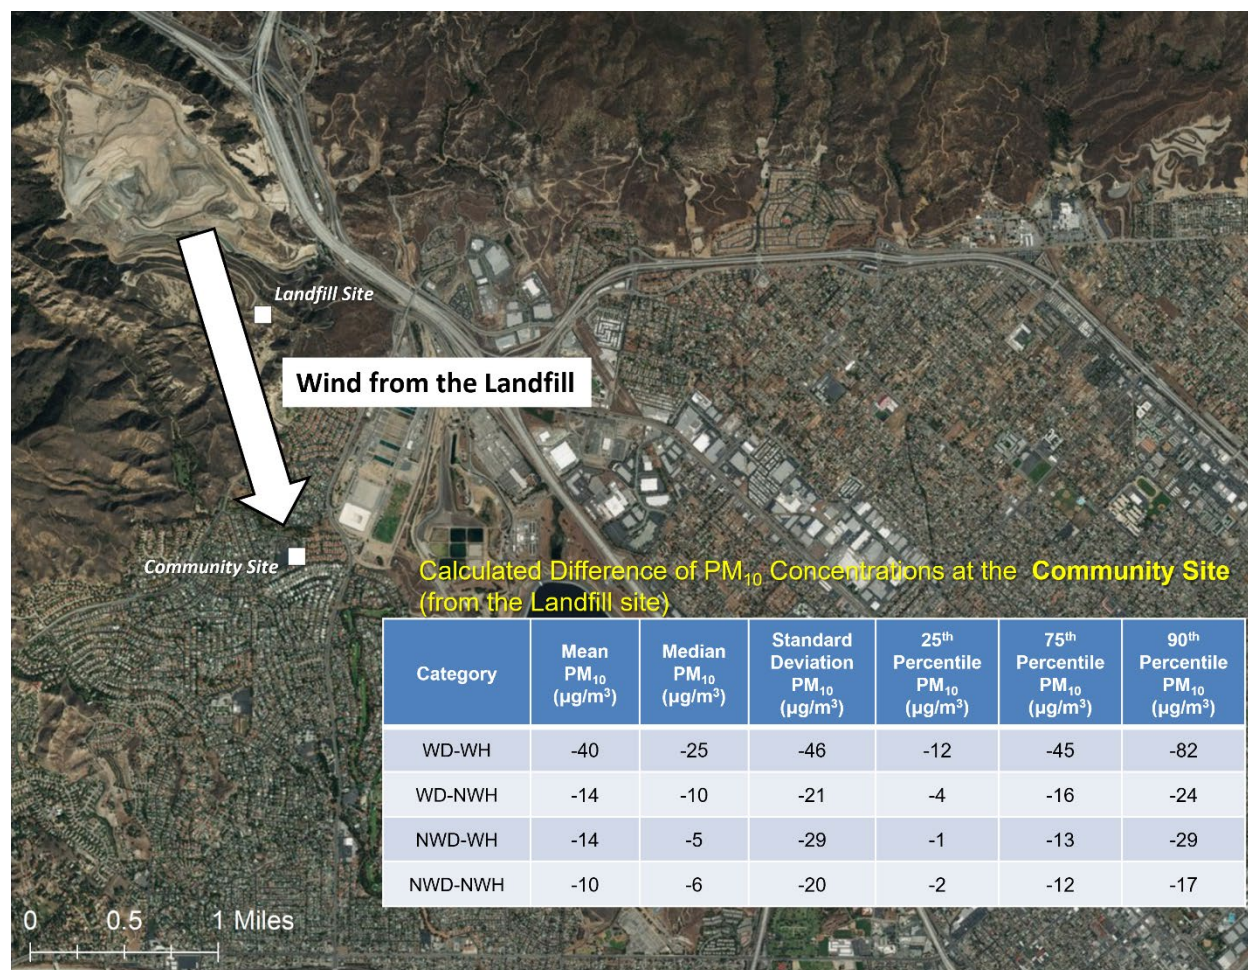 Landfill Site
Wind from the Landfill
Community Site
Calculated Difference of PM10 Concentrations at the Community Site
(from the Landfill site)
Category
Mean
PM10
(µg/m³)
Median
PM10
(µg/m³)
Standard
Deviation
PM10
(µg/m³)
25th
Percentile
PM10
(µg/m³)
75th
Percentile
PM10
(µg/m³)
90th
Percentile
PM10
(µg/m³)
WD-WH -40 -25 -46 -12 -45 -82
WD-NWH -14 -10 -21 -4 -16 -24
NWD-WH -14 -5 -29 -1 -13 -29
NWD-NWH -10 -6 -20 -2 -12 -17
0 0.5 1 Miles